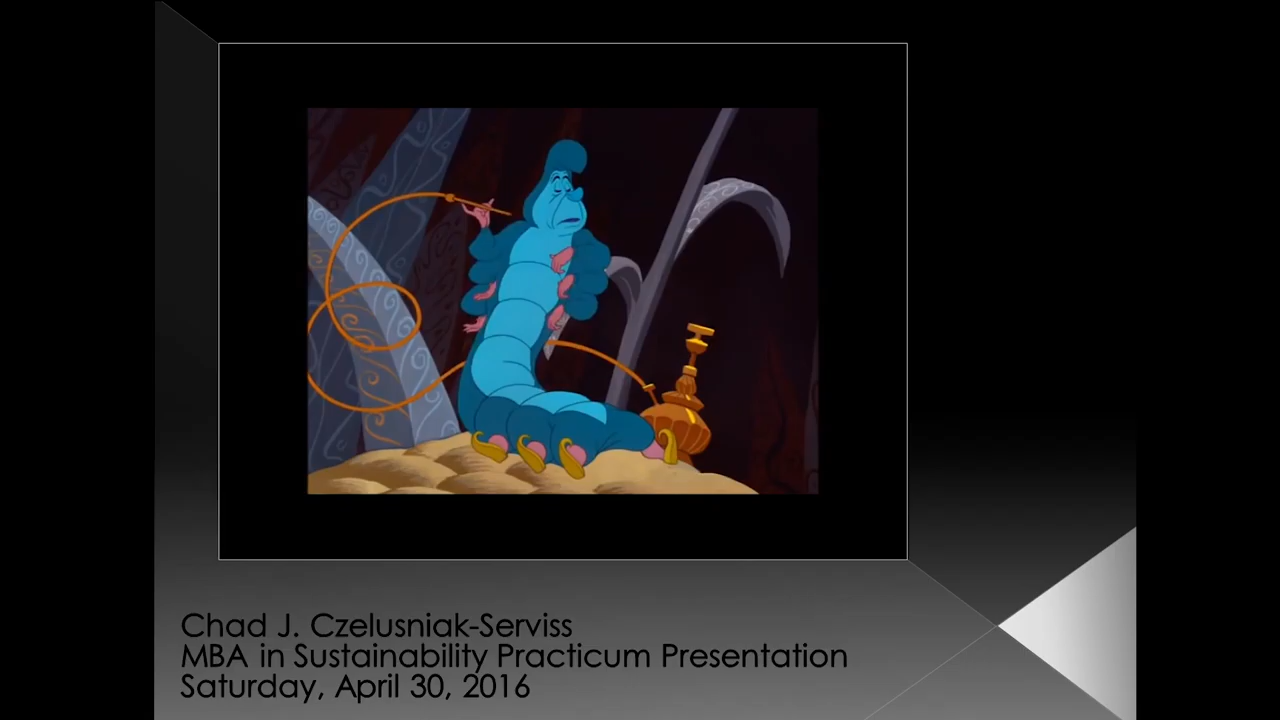 Chad J. Czelusniak-Serviss
MBA in Sustainability Practicum Presentation
Saturday, April 30, 2016